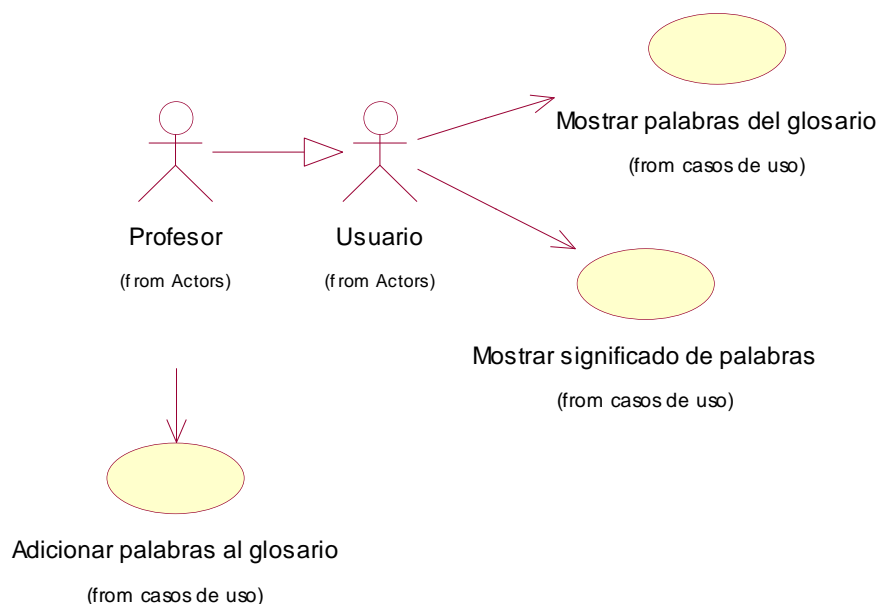 Mostrar palabras del glosario
(from casos de uso)
Profesor
(from Actors)
Usuario
(from Actors)
Mostrar significado de palabras
(from casos de uso)
Adicionar palabras al glosario
(from casos de uso)